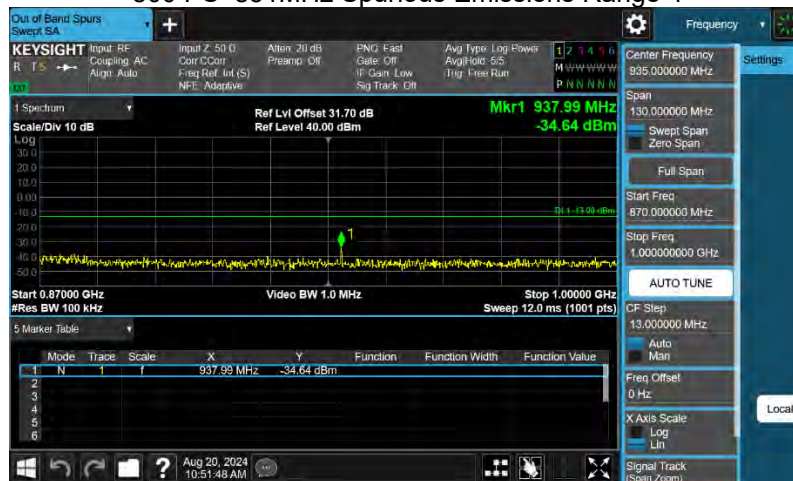 Out of Band Spurs
Swept SA
Frequency
KEYSIGHT
Input: RF
Coupling: AC
Align: Auto
Input Z: 50 Ω
Corr CCorr
Freq Ref: Int (S)
NFE: Adaptive
Atten: 20 dB
Preamp: Off
PNO: Fast
Gate: Off
IF Gain: Low
Sig Track: Off
Avg Type: Log-Power
Avg|Hold: 5/5
Trig: Free Run
1 2 3 4 5 6
M W W W W W
P N N N N N
1 Spectrum
Scale/Div 10 dB
Ref Lvl Offset 31.70 dB
Ref Level 40.00 dBm
Mkr1 937.99 MHz
-34.64 dBm
Log
30.0
20.0
10.0
0.00
-10.0
-20.0
-30.0
-40.0
-50.0
DL1 -13.00 dBm
1
Start 0.87000 GHz
#Res BW 100 kHz
Video BW 1.0 MHz
Stop 1.00000 GHz
Sweep 12.0 ms (1001 pts)
5 Marker Table
Mode Trace Scale X Y Function Function Width Function Value
1 N 1 f 937.99 MHz -34.64 dBm
2
3
4
5
6
Aug 20, 2024
10:51:48 AM
Center Frequency
935.000000 MHz
Span
130.000000 MHz
Swept Span
Zero Span
Full Span
Start Freq
870.000000 MHz
Stop Freq
1.000000000 GHz
AUTO TUNE
CF Step
13.000000 MHz
Auto
Man
Freq Offset
0 Hz
X Axis Scale
Log
Lin
Signal Track
(Span Zoom)
Settings
Local